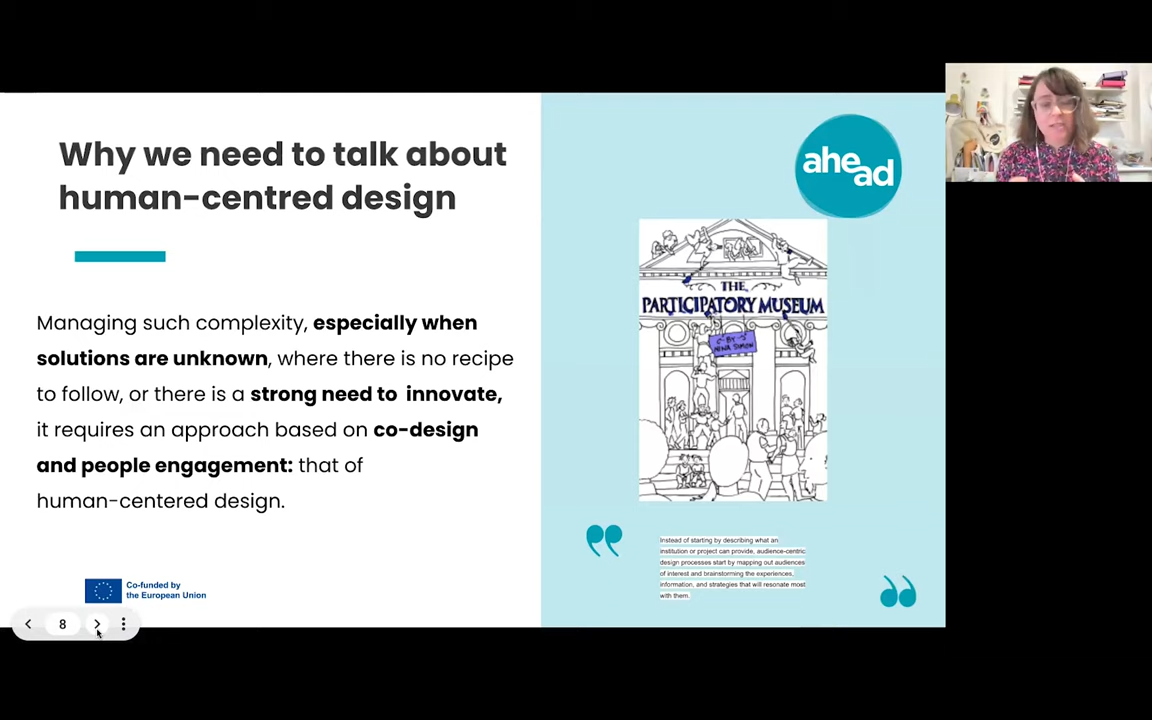 Why we need to talk about
human-centred design
Managing such complexity, especially when
solutions are unknown, where there is no recipe
to follow, or there is a strong need to innovate,
it requires an approach based on co-design
and people engagement: that of
human-centered design.
Co-funded by
the European Union
8
ahead
THE
PARTICIPATORY MUSEUM
BY
NINA SIMON
Instead of starting by describing what an
institution or project can provide, audience-centric
design processes start by mapping out audiences
of interest and brainstorming the experiences,
information, and strategies that will resonate most
with them.